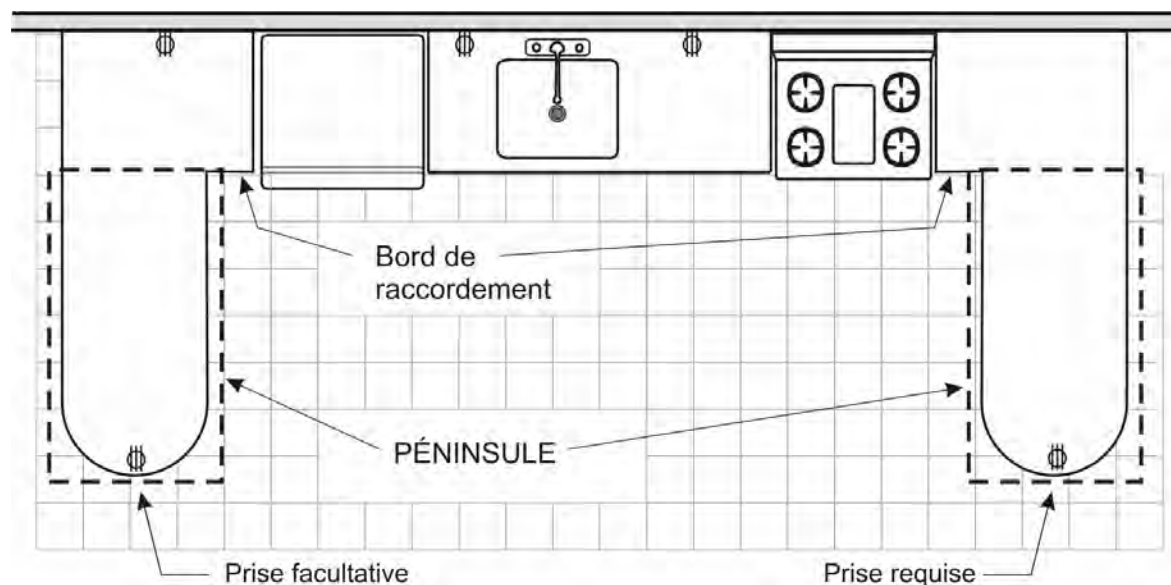 Bord de
raccordement
PÉNINSULE
Prise facultative
Prise requise